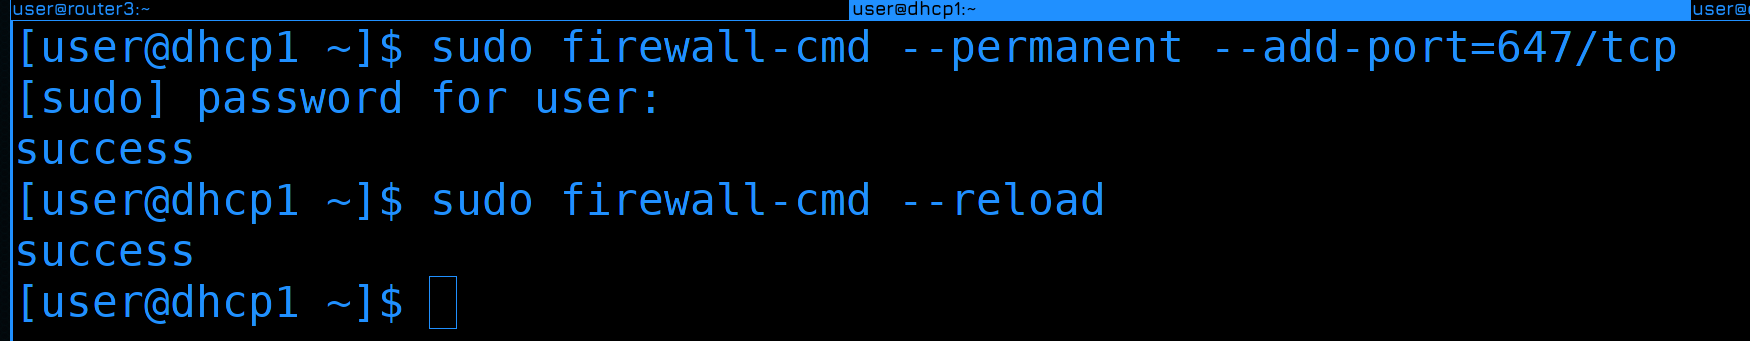 user@router3:~ user@dhcp1:~ user@
[user@dhcp1 ~]$ sudo firewall-cmd --permanent --add-port=647/tcp
[sudo] password for user:
success
[user@dhcp1 ~]$ sudo firewall-cmd --reload
success
[user@dhcp1 ~]$